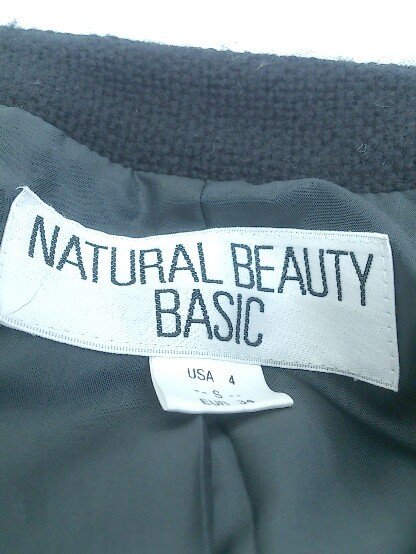 NATURAL BEAUTY
BASIC
USA 4
-- S --
EUR 34